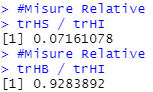 > #Misure Relative
> trHS / trHI
[1] 0.07161078
> #Misure Relative
> trHB / trHI
[1] 0.9283892